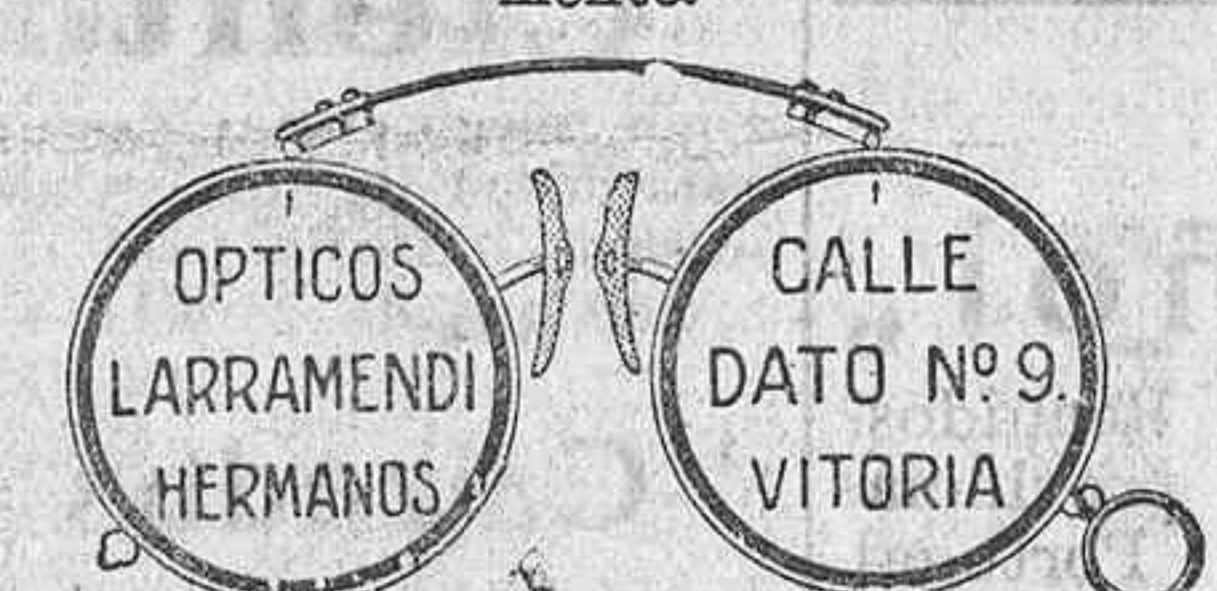 OPTICOS
LARRAMENDI
HERMANOS
CALLE
DATO Nº 9.
VITORIA